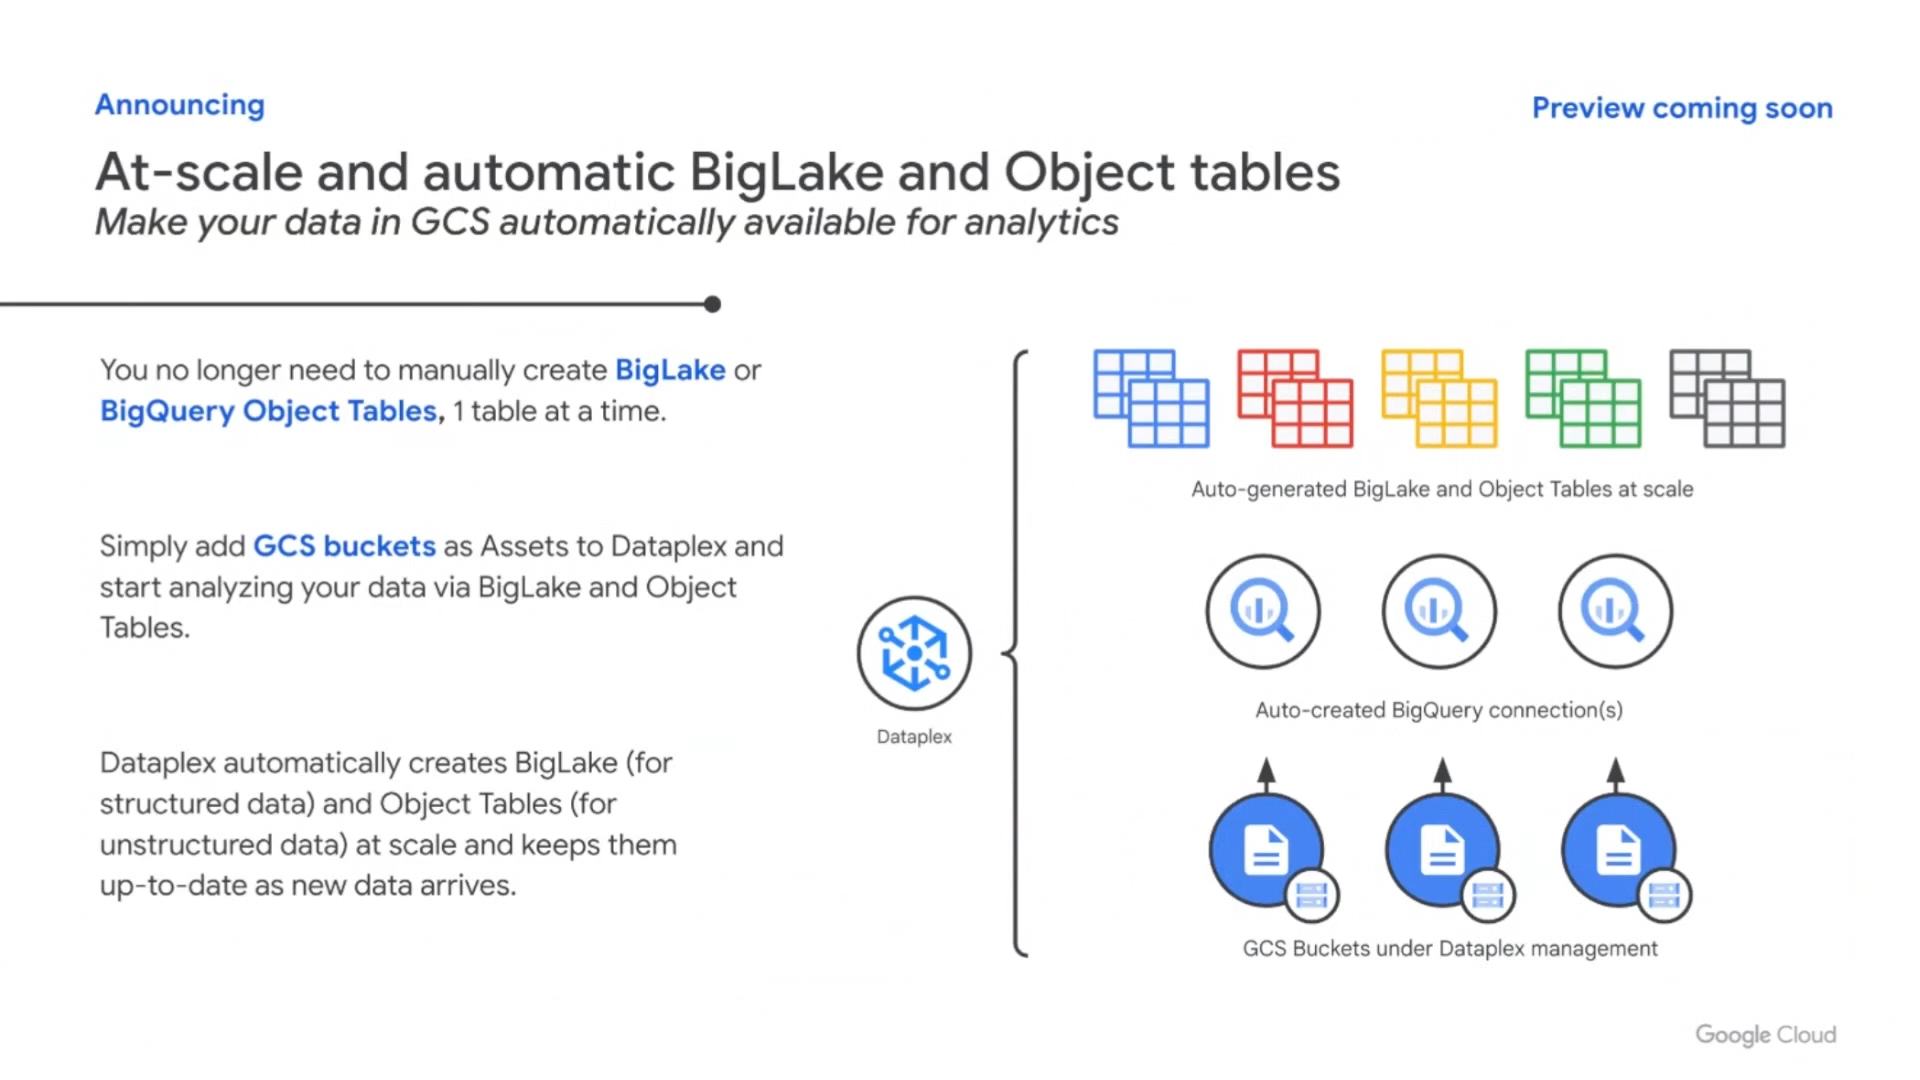 Announcing
Preview coming soon
At-scale and automatic BigLake and Object tables
Make your data in GCS automatically available for analytics
You no longer need to manually create BigLake or
BigQuery Object Tables, 1 table at a time.
Simply add GCS buckets as Assets to Dataplex and
start analyzing your data via BigLake and Object
Tables.
Dataplex automatically creates BigLake (for
structured data) and Object Tables (for
unstructured data) at scale and keeps them
up-to-date as new data arrives.
Dataplex
Auto-generated BigLake and Object Tables at scale
Auto-created BigQuery connection(s)
GCS Buckets under Dataplex management
Google Cloud